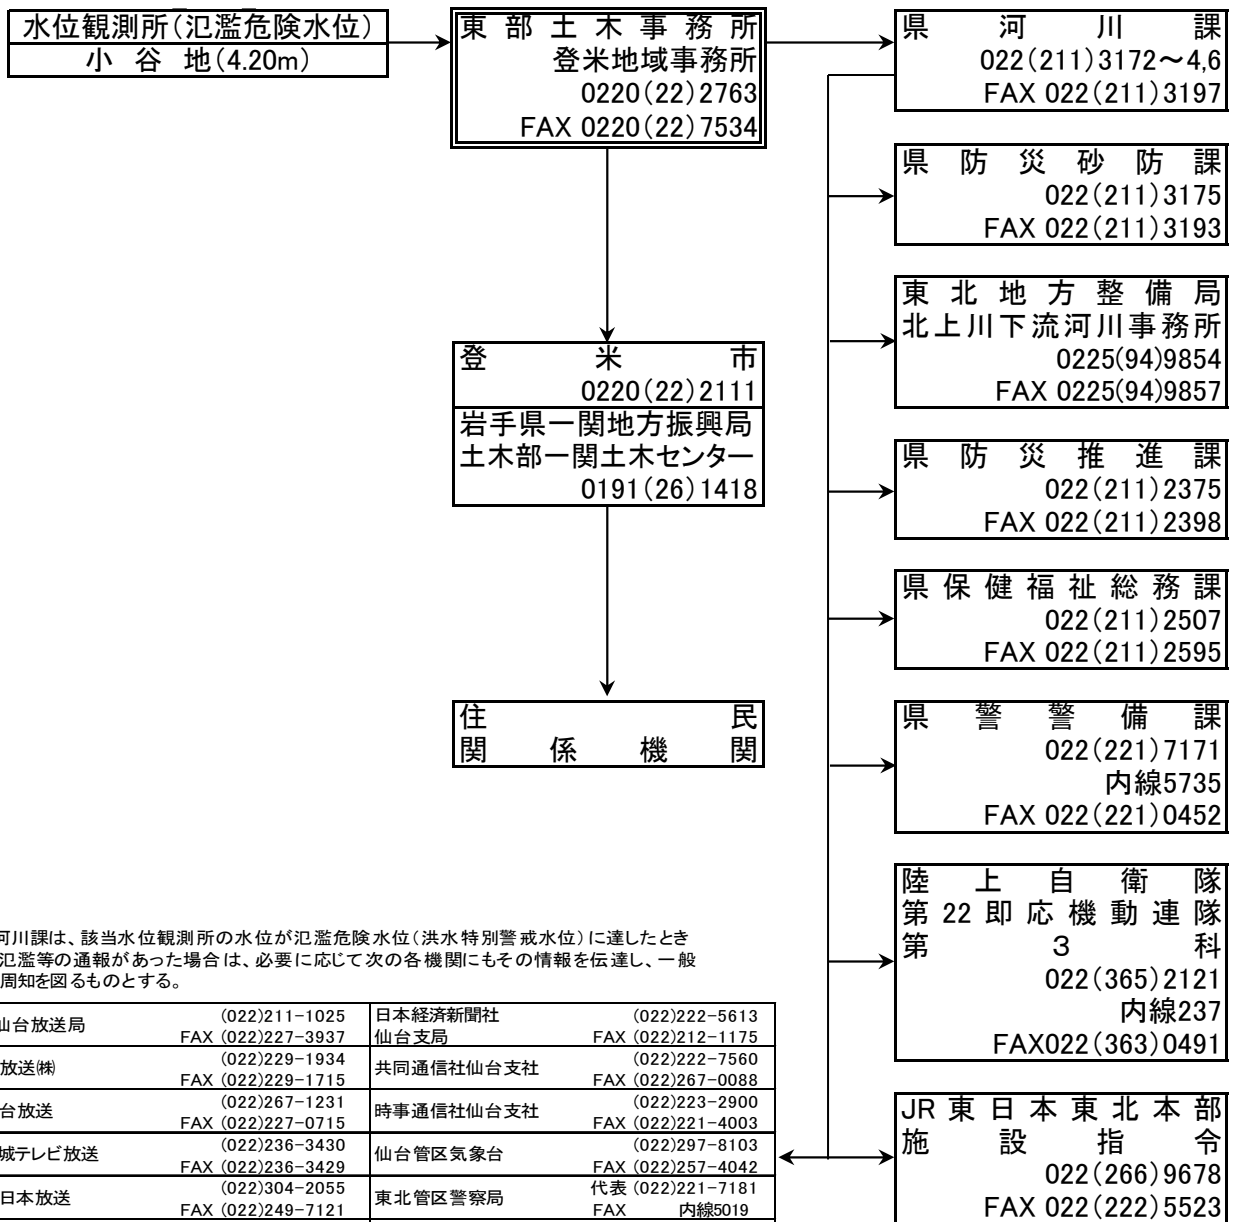 水位観測所(氾濫危険水位)
小谷地(4.20m)
東部土木事務所
登米地域事務所
0220(22)2763
FAX 0220(22)7534
登米市
0220(22)2111
岩手県一関地方振興局
土木部一関土木センター
0191(26)1418
住民
関係機関
県河川課
022(211)3172～4,6
FAX 022(211)3197
県防災砂防課
022(211)3175
FAX 022(211)3193
東北地方整備局
北上川下流河川事務所
0225(94)9854
FAX 0225(94)9857
県防災推進課
022(211)2375
FAX 022(211)2398
県保健福祉総務課
022(211)2507
FAX 022(211)2595
県警警備課
022(221)7171
内線5735
FAX 022(221)0452
陸上自衛隊
第22即応機動連隊
第3科
022(365)2121
内線237
FAX022(363)0491
JR東日本東北本部
施設指令
022(266)9678
FAX 022(222)5523
河川課は、該当水位観測所の水位が氾濫危険水位(洪水特別警戒水位)に達したとき
氾濫等の通報があった場合は、必要に応じて次の各機関にもその情報を伝達し、一般
周知を図るものとする。
仙台放送局 (022)211-1025
FAX (022)227-3937
放送㈱ (022)229-1934
FAX (022)229-1715
台放送 (022)267-1231
FAX (022)227-0715
城テレビ放送 (022)236-3430
FAX (022)236-3429
日本放送 (022)304-2055
FAX (022)249-7121
日本経済新聞社 (022)222-5613
仙台支局 FAX (022)212-1175
共同通信社仙台支社 (022)222-7560
FAX (022)267-0088
時事通信社仙台支社 (022)223-2900
FAX (022)221-4003
仙台管区気象台 (022)297-8103
FAX (022)257-4042
東北管区警察局 代表 (022)221-7181
FAX 内線5019